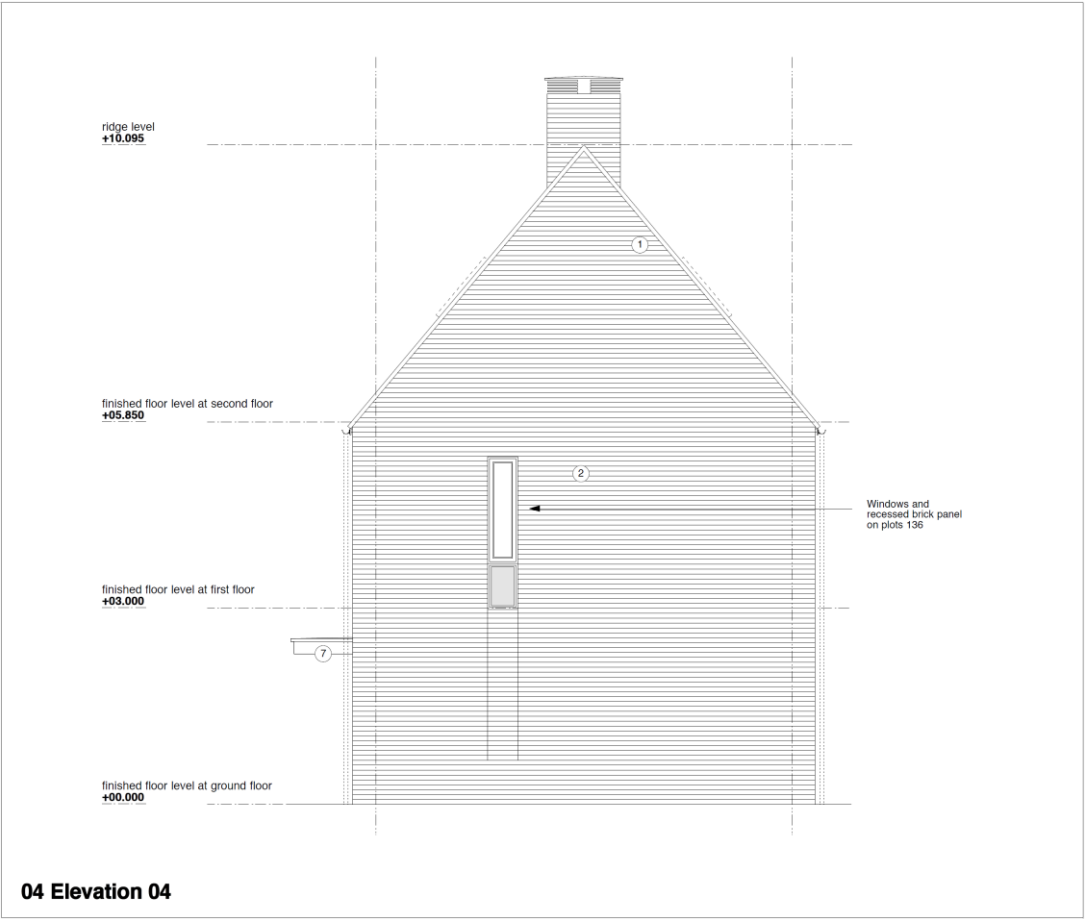 ridge level
+10.095
1
finished floor level at second floor
+05.850
2
Windows and
recessed brick panel
on plots 136
finished floor level at first floor
+03.000
7
finished floor level at ground floor
+00.000
04 Elevation 04